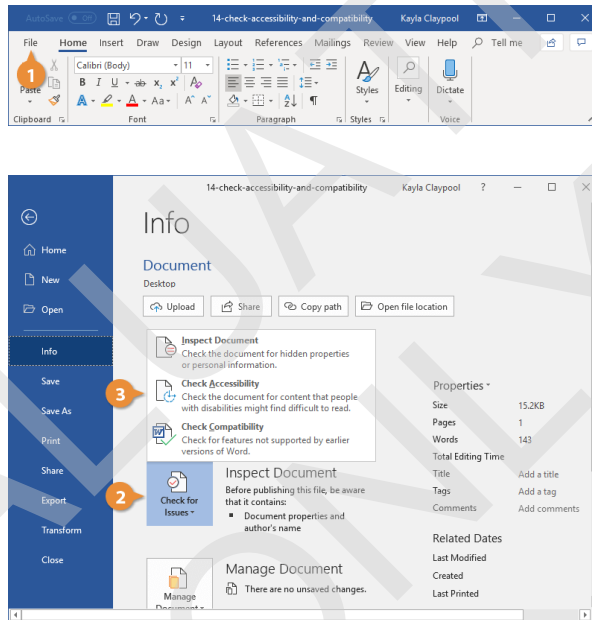 AutoSave Off 14-check-accessibility-and-compatibility Kayla Claypool
File Home Insert Draw Design Layout References Mailings Review View Help Tell me
1
Calibri (Body) 11
Paste B I U ab x₂ x² A Styles Editing Dictate
A A Aa A A
Clipboard Font Paragraph Styles Voice
14-check-accessibility-and-compatibility Kayla Claypool ?
Info
Home
New
Open
Info
Save
Save As
Print
Share
Export
Transform
Close
Document
Desktop
Upload Share Copy path Open file location
Inspect Document
Check the document for hidden properties
or personal information.
3
Check Accessibility
Check the document for content that people
with disabilities might find difficult to read.
Check Compatibility
Check for features not supported by earlier
versions of Word.
2
Check for
Issues
Inspect Document
Before publishing this file, be aware
that it contains:
Document properties and
author's name
Manage
Document
Manage Document
There are no unsaved changes.
Properties
Size 15.2KB
Pages 1
Words 143
Total Editing Time
Title Add a title
Tags Add a tag
Comments Add comments
Related Dates
Last Modified
Created
Last Printed